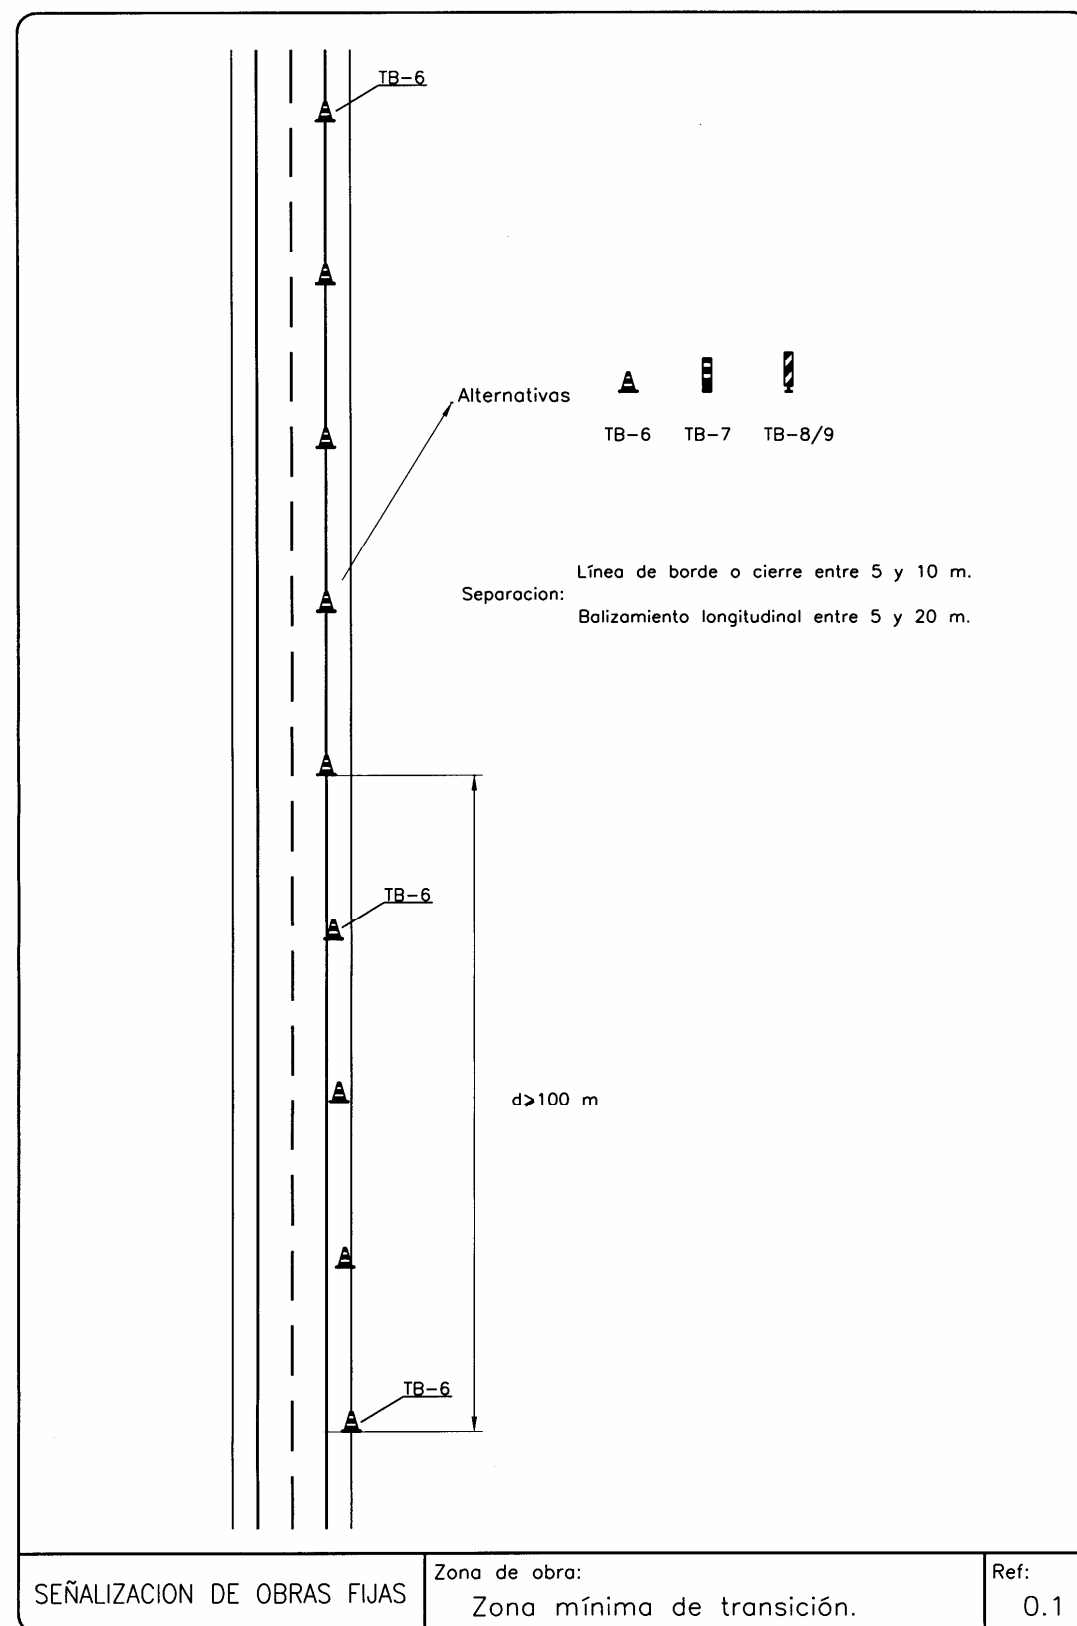 TB-6
Alternativas
TB-6 TB-7 TB-8/9
Línea de borde o cierre entre 5 y 10 m.
Separacion:
Balizamiento longitudinal entre 5 y 20 m.
TB-6
d⩾100 m
TB-6
SEÑALIZACION DE OBRAS FIJAS
Zona de obra:
Zona mínima de transición.
Ref:
0.1